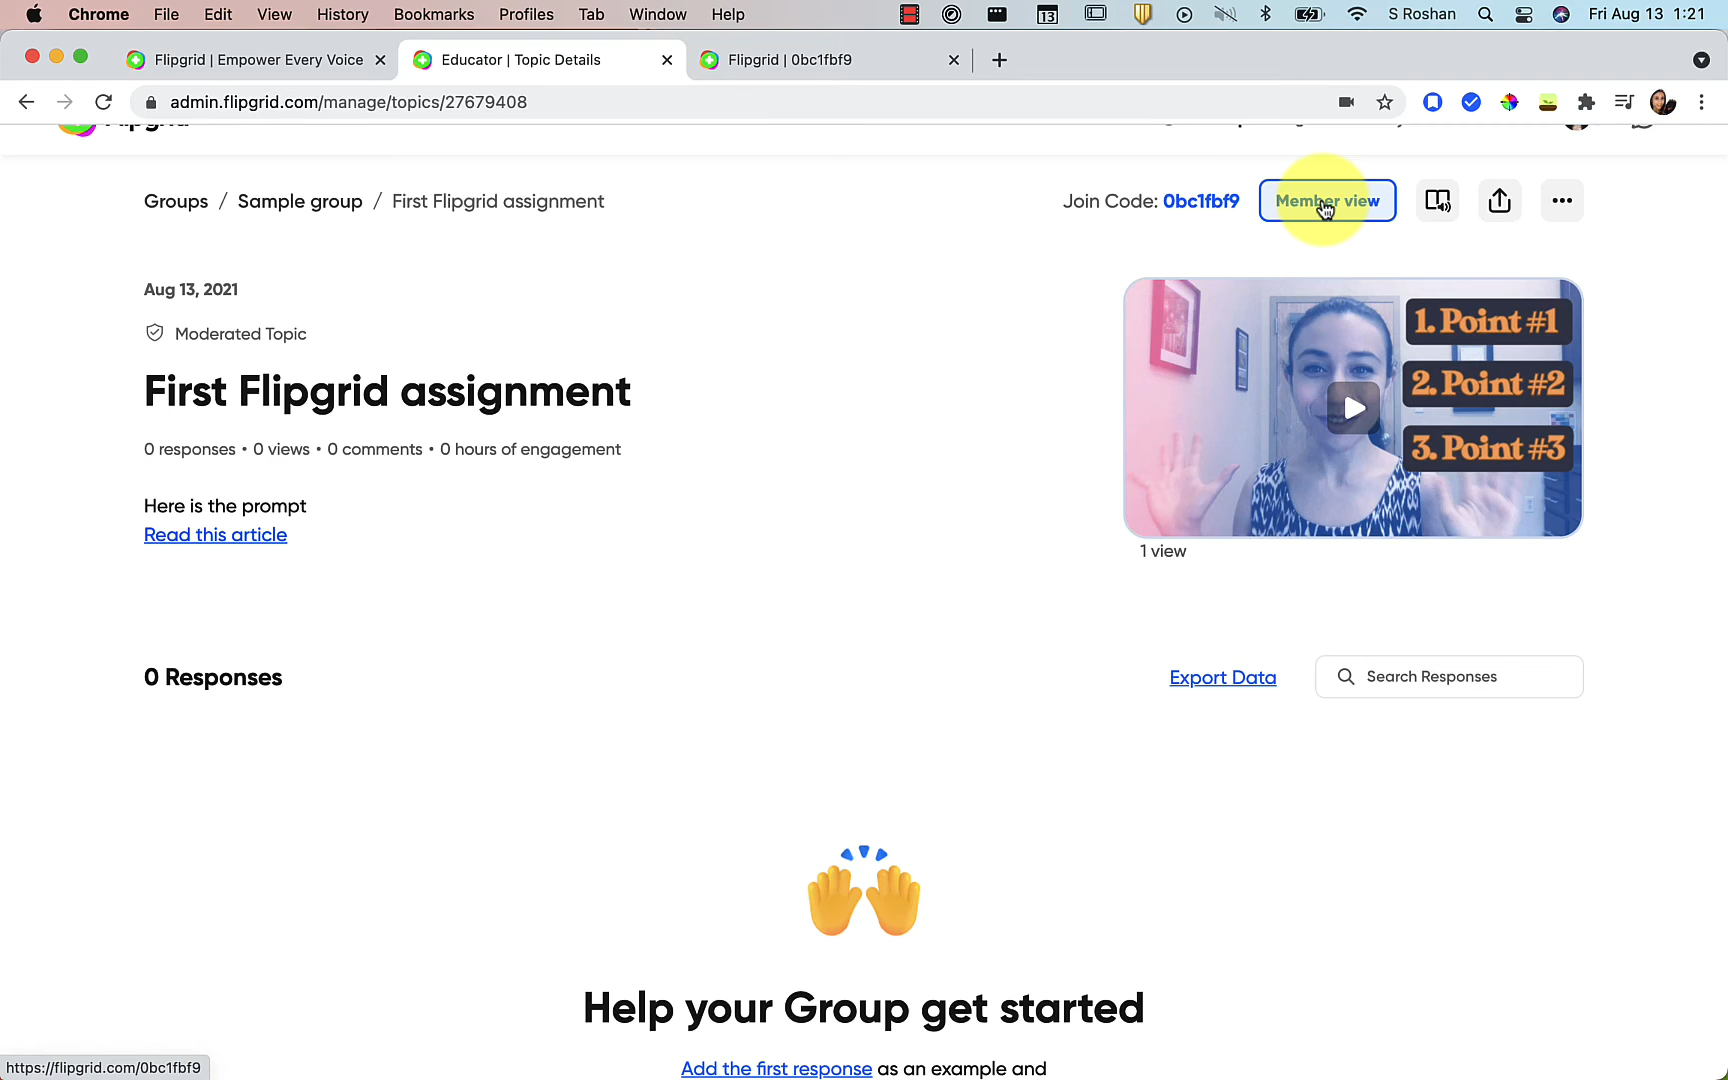 Chrome File Edit View History Bookmarks Profiles Tab Window Help 13 S Roshan Fri Aug 13 1:21
Flipgrid | Empower Every Voice Educator | Topic Details Flipgrid | 0bc1fbf9
admin.flipgrid.com/manage/topics/27679408
Flipgrid
Groups / Sample group / First Flipgrid assignment Join Code: 0bc1fbf9 Member view
Aug 13, 2021
Moderated Topic
First Flipgrid assignment
0 responses • 0 views • 0 comments • 0 hours of engagement
Here is the prompt
Read this article
1. Point #1
2. Point #2
3. Point #3
1 view
0 Responses Export Data Search Responses
Help your Group get started
Add the first response as an example and
https://flipgrid.com/0bc1fbf9